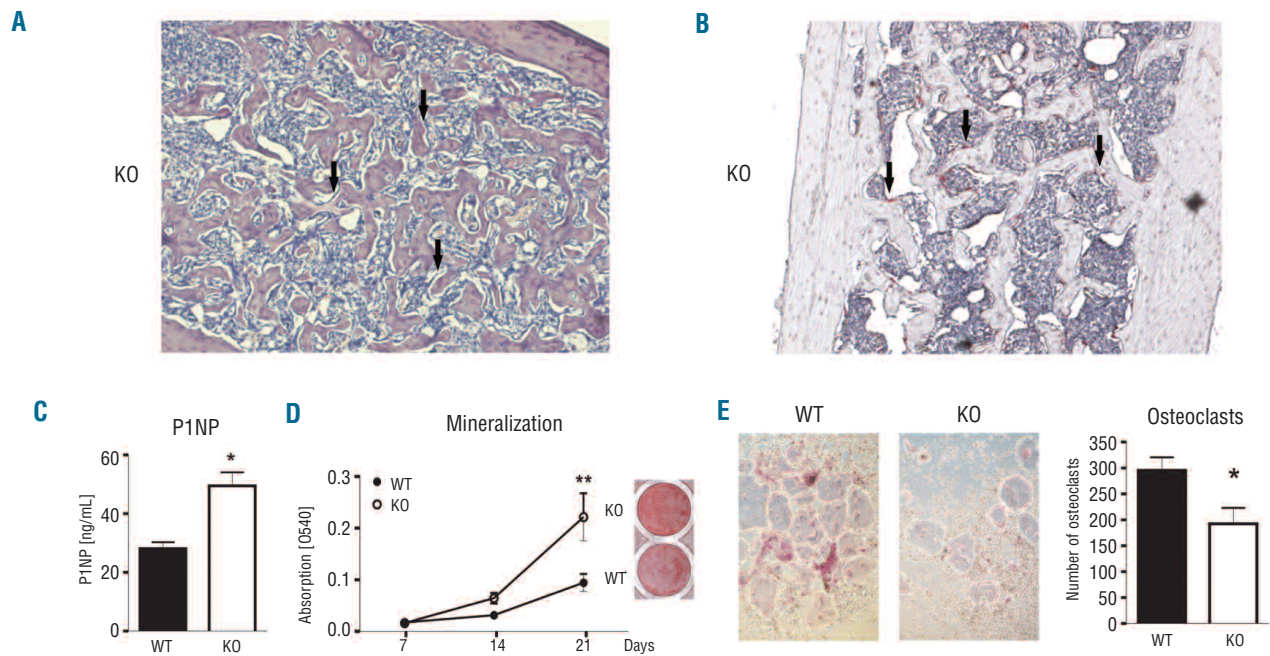 A
KO
B
KO
C
P1NP
P1NP [ng/mL]
60
40
20
0
*
WT
KO
D
Mineralization
Absorption [O540]
0.3
0.2
0.1
0.0
WT
KO
**
7
14
21
Days
KO
WT
E
WT
KO
Osteoclasts
Number of osteoclasts
350
300
250
200
150
100
50
0
*
WT
KO